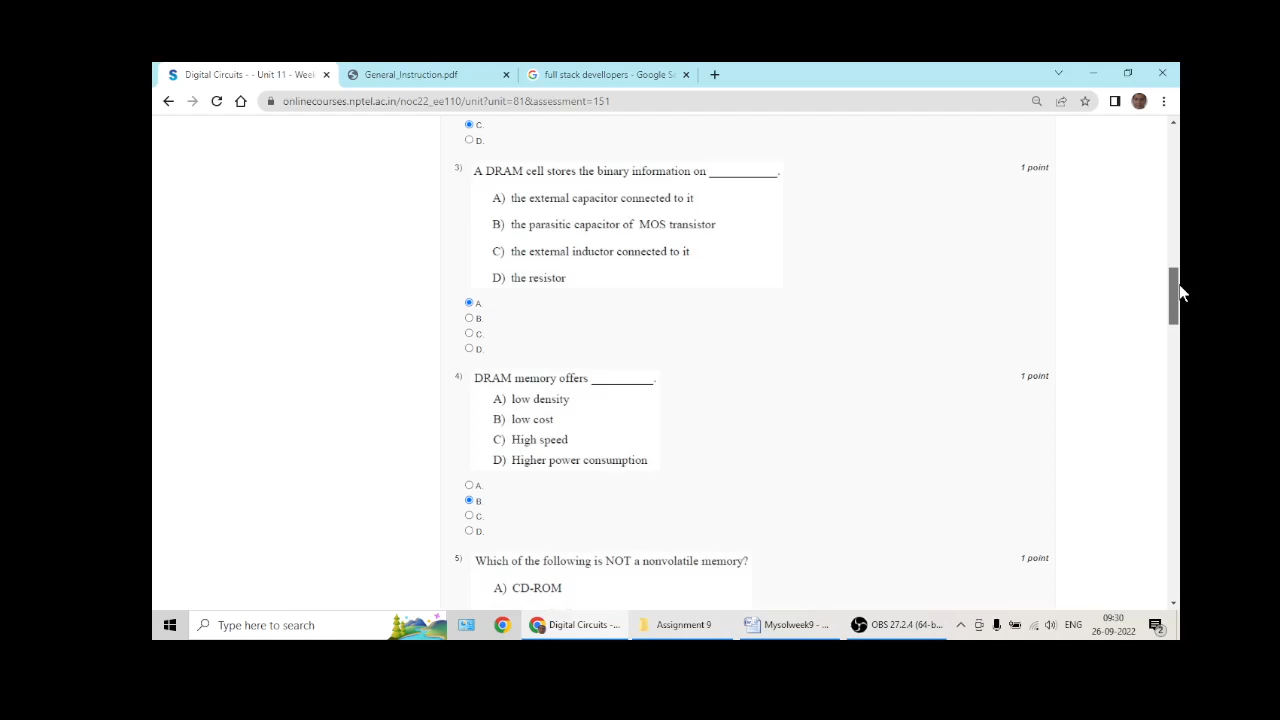 Digital Circuits - - Unit 11 - Week
General_Instruction.pdf
full stack devellopers - Google Se
onlinecourses.nptel.ac.in/noc22_ee110/unit?unit=81&assessment=151
C.
D.
3) A DRAM cell stores the binary information on ___________. 1 point
A) the external capacitor connected to it
B) the parasitic capacitor of MOS transistor
C) the external inductor connected to it
D) the resistor
A.
B.
C.
D.
4) DRAM memory offers __________. 1 point
A) low density
B) low cost
C) High speed
D) Higher power consumption
A.
B.
C.
D.
5) Which of the following is NOT a nonvolatile memory? 1 point
A) CD-ROM
Type here to search
Digital Circuits -...
Assignment 9
Mysolweek9 - ...
OBS 27.2.4 (64-b...
ENG
09:30
26-09-2022
2